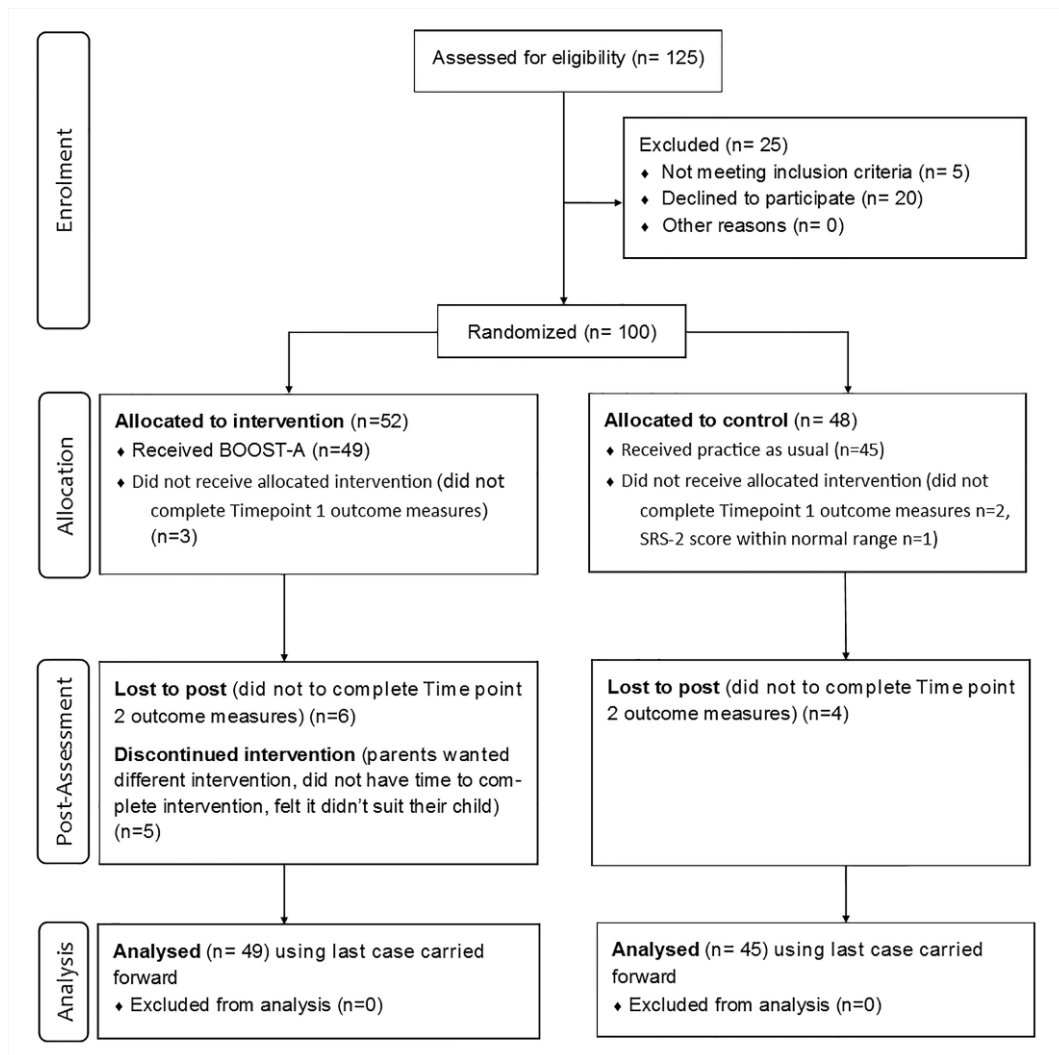 Enrolment
Assessed for eligibility (n= 125)
Excluded (n= 25)
♦ Not meeting inclusion criteria (n= 5)
♦ Declined to participate (n= 20)
♦ Other reasons (n= 0)
Randomized (n= 100)
Allocation
Allocated to intervention (n=52)
♦ Received BOOST-A (n=49)
♦ Did not receive allocated intervention (did not
complete Timepoint 1 outcome measures)
(n=3)
Allocated to control (n= 48)
♦ Received practice as usual (n=45)
♦ Did not receive allocated intervention (did not
complete Timepoint 1 outcome measures n=2,
SRS-2 score within normal range n=1)
Post-Assessment
Lost to post (did not to complete Time point
2 outcome measures) (n=6)
Discontinued intervention (parents wanted
different intervention, did not have time to com-
plete intervention, felt it didn't suit their child)
(n=5)
Lost to post (did not to complete Time point
2 outcome measures) (n=4)
Analysis
Analysed (n= 49) using last case carried
forward
♦ Excluded from analysis (n=0)
Analysed (n= 45) using last case carried
forward
♦ Excluded from analysis (n=0)